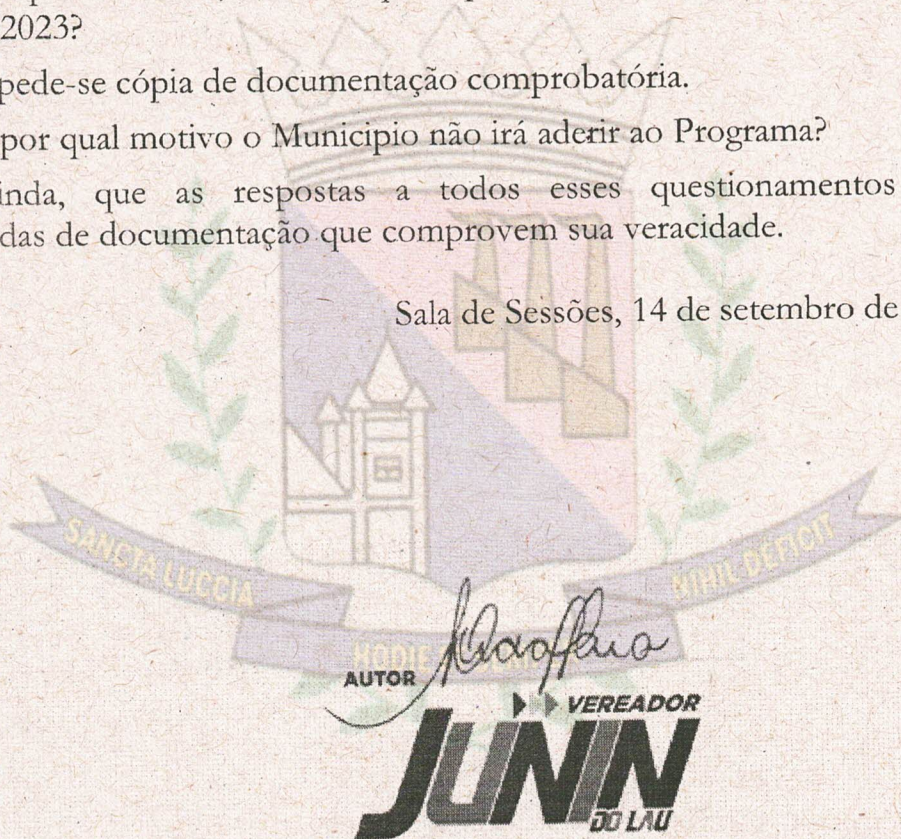 2023?
pede-se cópia de documentação comprobatória.
por qual motivo o Municipio não irá aderir ao Programa?
inda, que as respostas a todos esses questionamentos
das de documentação que comprovem sua veracidade.
Sala de Sessões, 14 de setembro de
SANCTA LUCCIA
NIHIL DEFICIT
HODIE
AUTOR
VEREADOR
JUNIN
DO LAU